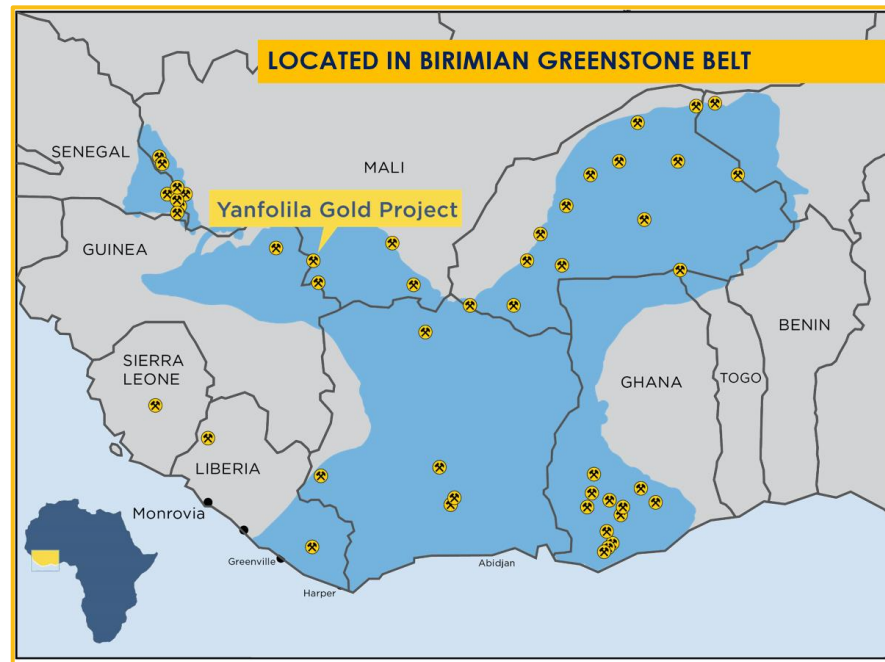 LOCATED IN BIRIMIAN GREENSTONE BELT
SENEGAL
MALI
Yanfolila Gold Project
GUINEA
BENIN
SIERRA
LEONE
GHANA
TOGO
LIBERIA
Monrovia
Greenville
Abidjan
Harper